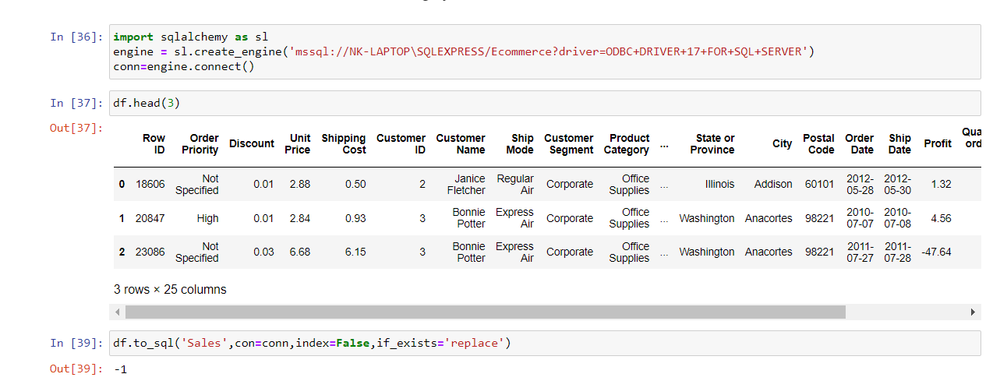 In [36]: import sqlalchemy as sl
engine = sl.create_engine('mssql://NK-LAPTOP\SQLEXPRESS/Ecommerce?driver=ODBC+DRIVER+17+FOR+SQL+SERVER')
conn=engine.connect()
In [37]: df.head(3)
Out[37]:
Row ID Order Priority Discount Unit Price Shipping Cost Customer ID Customer Name Ship Mode Customer Segment Product Category ... State or Province City Postal Code Order Date Ship Date Profit Qua ord
0 18606 Not Specified 0.01 2.88 0.50 2 Janice Fletcher Regular Air Corporate Office Supplies ... Illinois Addison 60101 2012-05-28 2012-05-30 1.32
1 20847 High 0.01 2.84 0.93 3 Bonnie Potter Express Air Corporate Office Supplies ... Washington Anacortes 98221 2010-07-07 2010-07-08 4.56
2 23086 Not Specified 0.03 6.68 6.15 3 Bonnie Potter Express Air Corporate Office Supplies ... Washington Anacortes 98221 2011-07-27 2011-07-28 -47.64
3 rows × 25 columns
In [39]: df.to_sql('Sales',con=conn,index=False,if_exists='replace')
Out[39]: -1